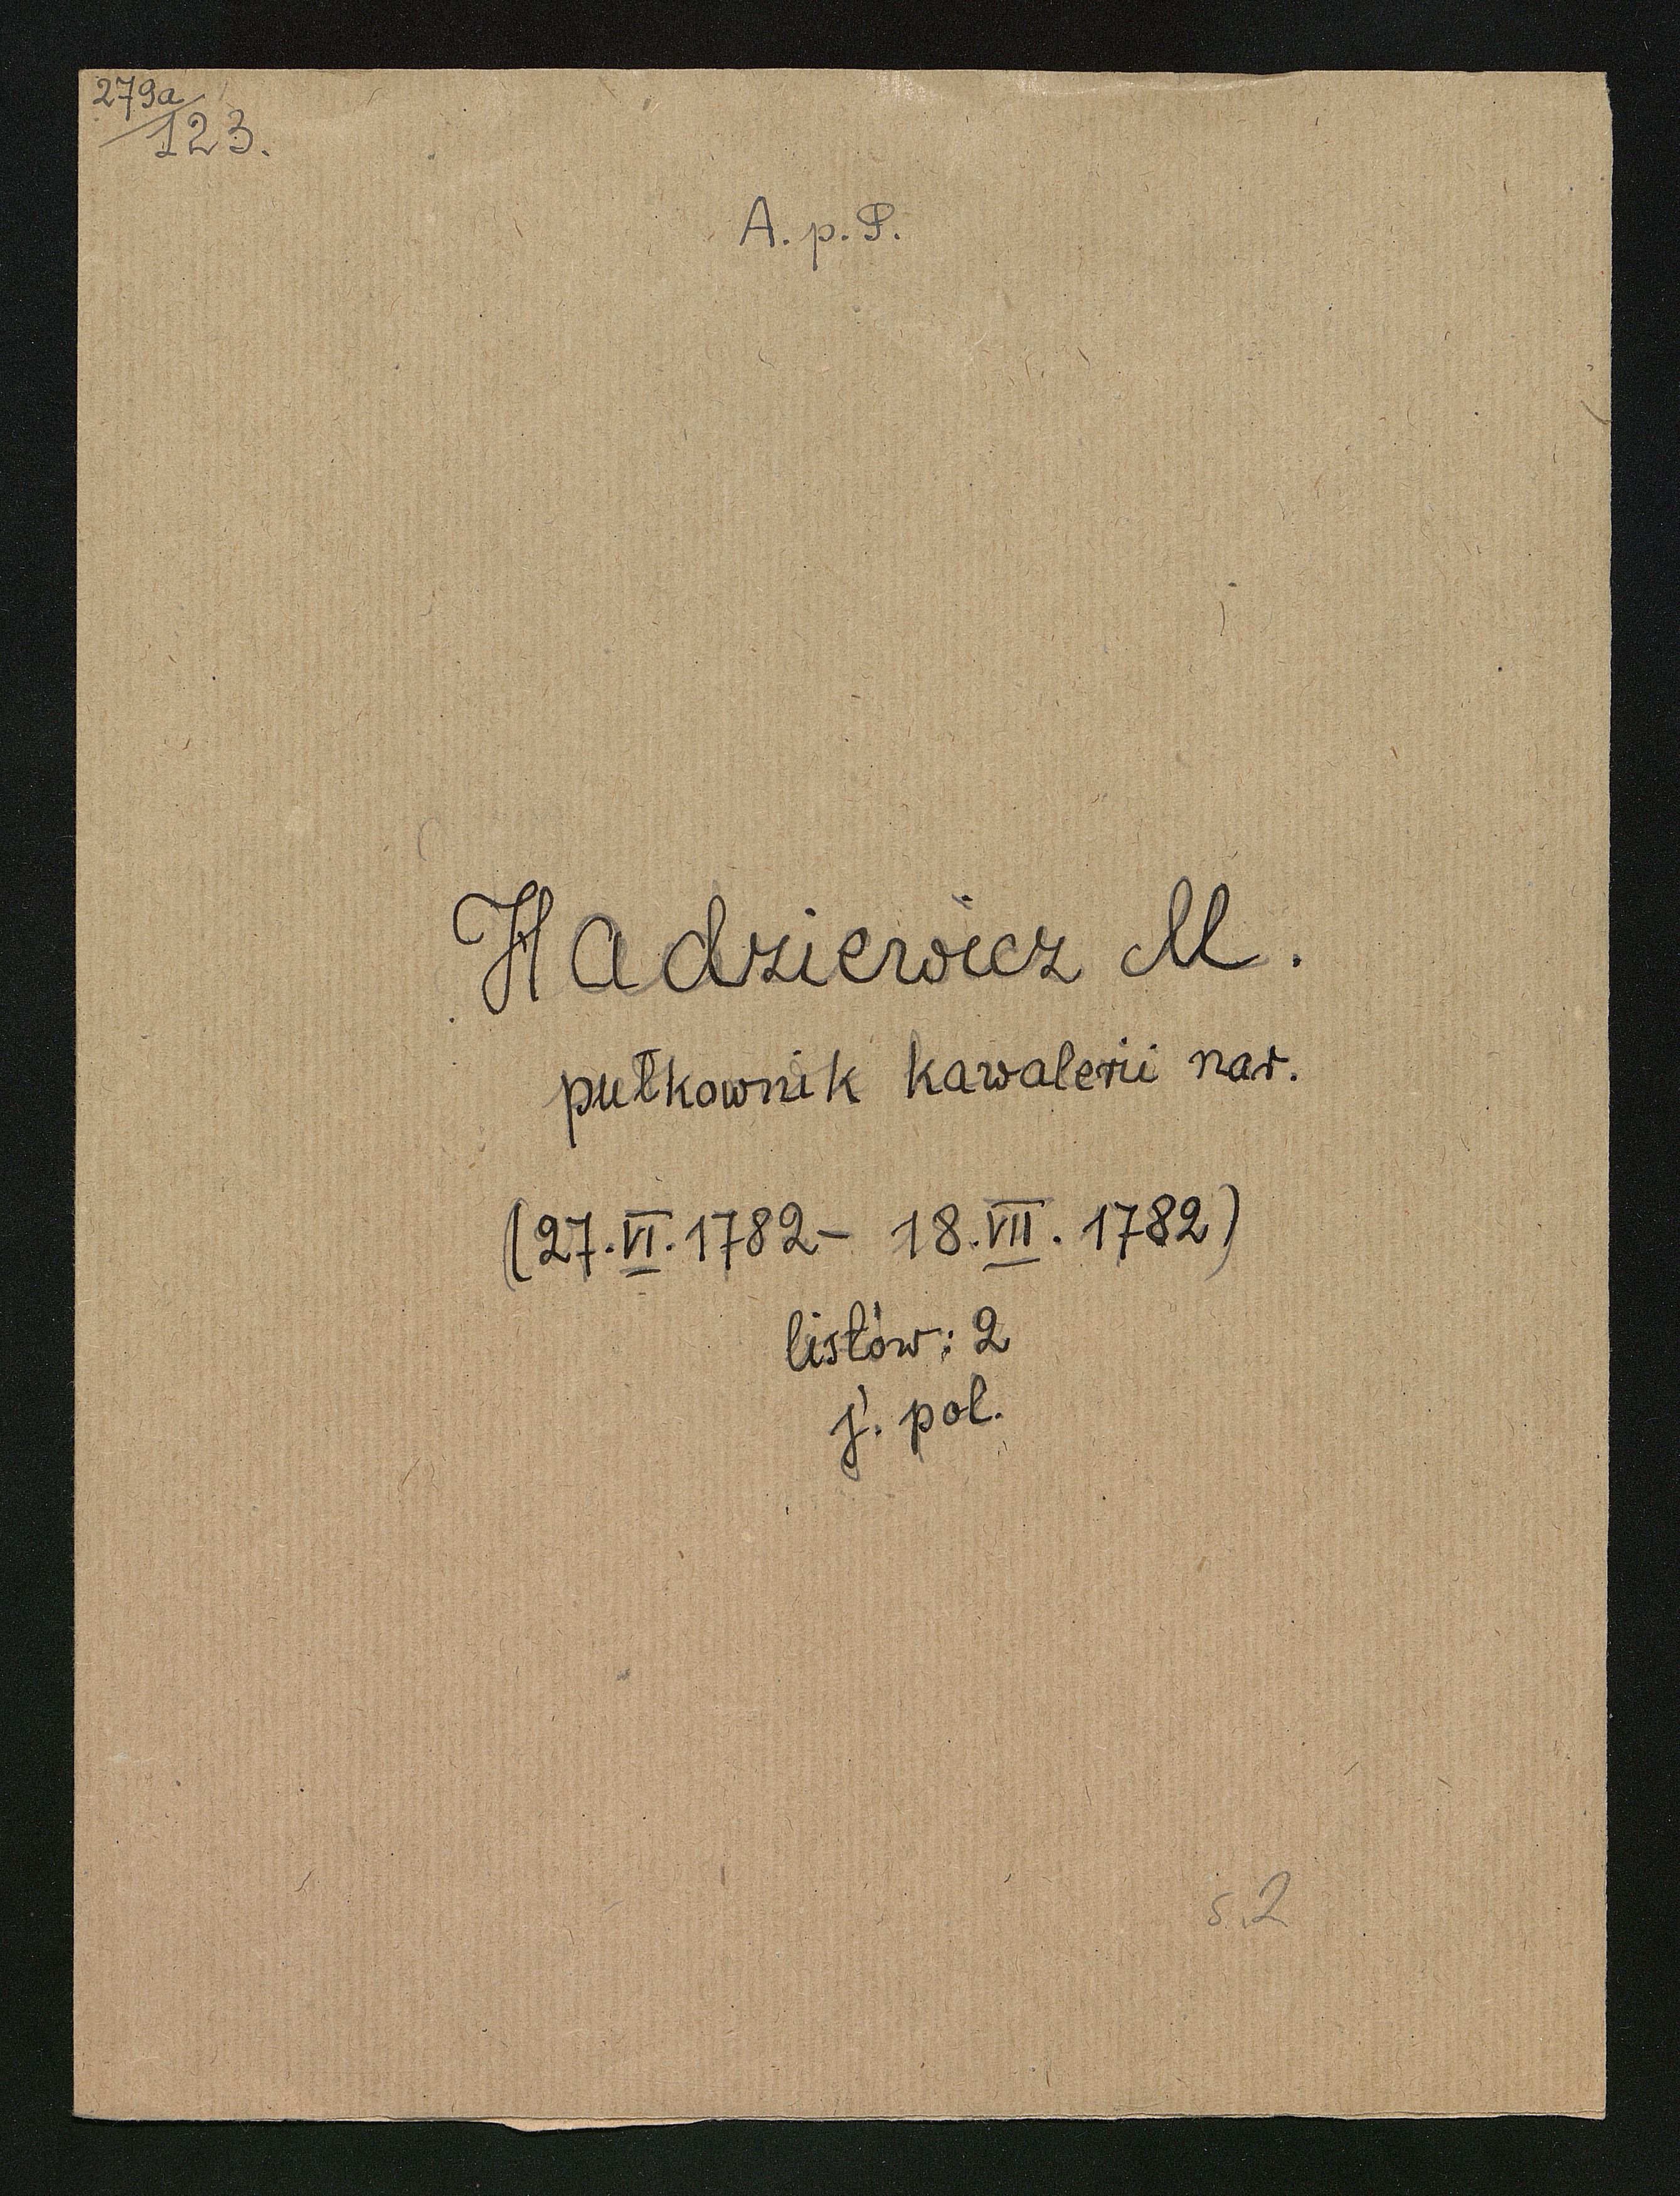 279a/123.
A. p. P.
Hadziewicz M.
pułkownik kawalerii nar.
(27.VI.1782- 18.VII.1782)
listów: 2
j. pol.
s.2